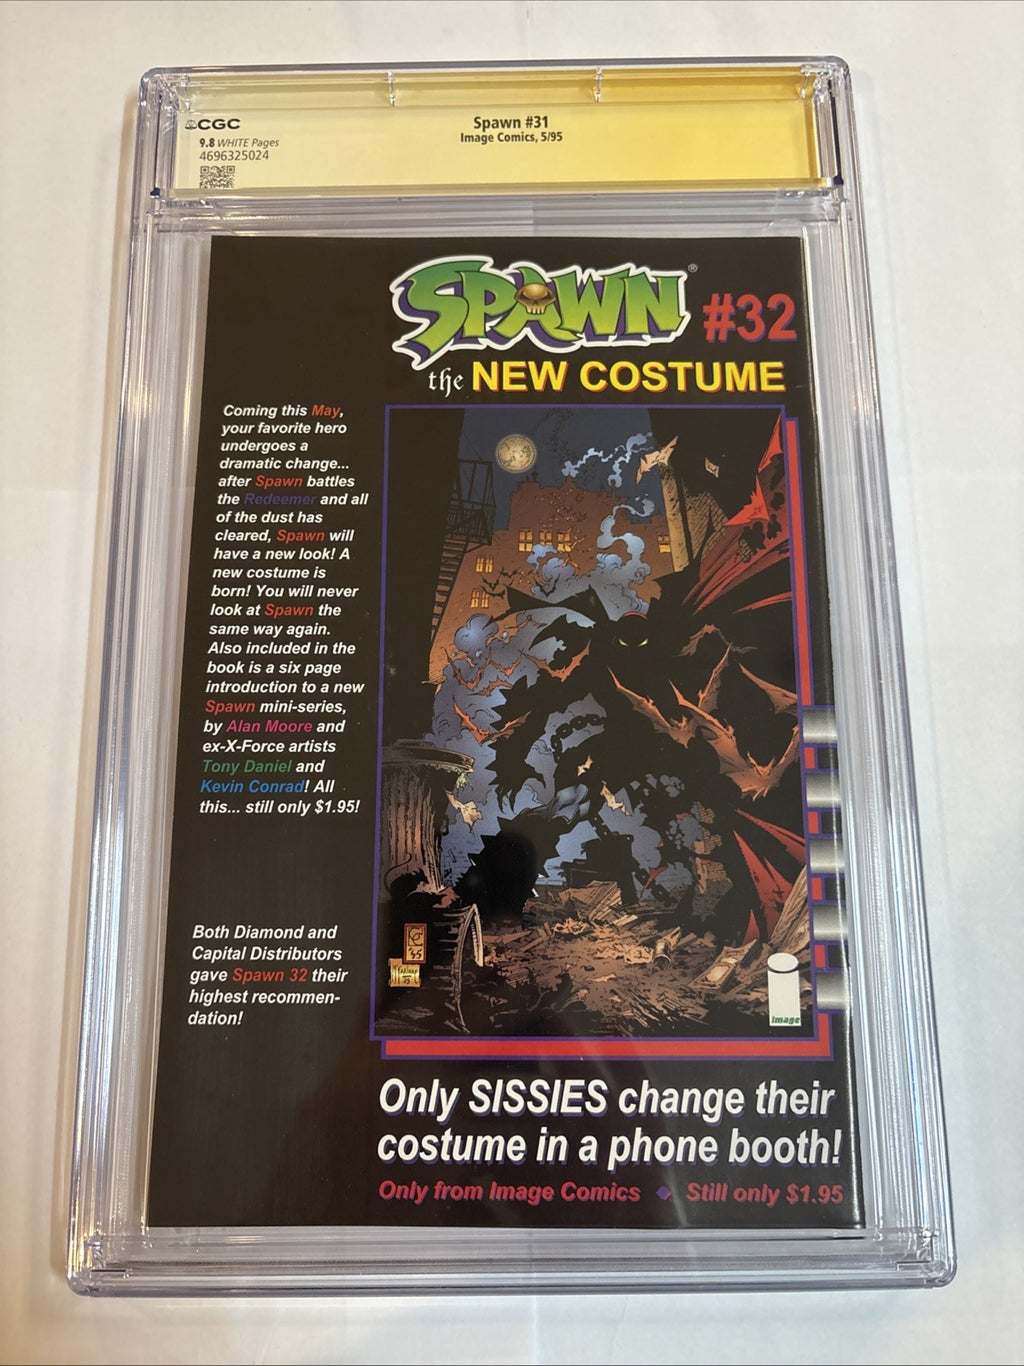 CGC
9.8 WHITE Pages
4696325024
Spawn #31
Image Comics, 5/95
SPAWN® #32
the NEW COSTUME
Coming this May,
your favorite hero
undergoes a
dramatic change...
after Spawn battles
the Redeemer and all
of the dust has
cleared, Spawn will
have a new look! A
new costume is
born! You will never
look at Spawn the
same way again.
Also included in the
book is a six page
introduction to a new
Spawn mini-series,
by Alan Moore and
ex-X-Force artists
Tony Daniel and
Kevin Conrad! All
this... still only $1.95!
Both Diamond and
Capital Distributors
gave Spawn 32 their
highest recommen-
dation!
image
Only SISSIES change their
costume in a phone booth!
Only from Image Comics ◆ Still only $1.95